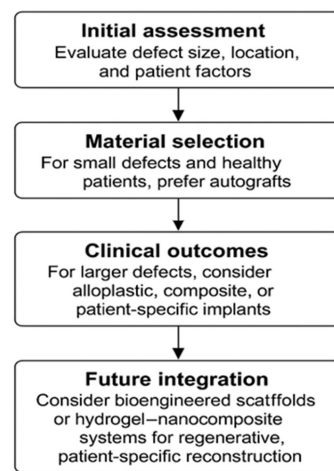 Initial assessment
Evaluate defect size, location,
and patient factors
Material selection
For small defects and healthy
patients, prefer autografts
Clinical outcomes
For larger defects, consider
alloplastic, composite, or
patient-specific implants
Future integration
Consider bioengineered scatffolds
or hydrogel–nanocomposite
systems for regenerative,
patient-specific reconstruction